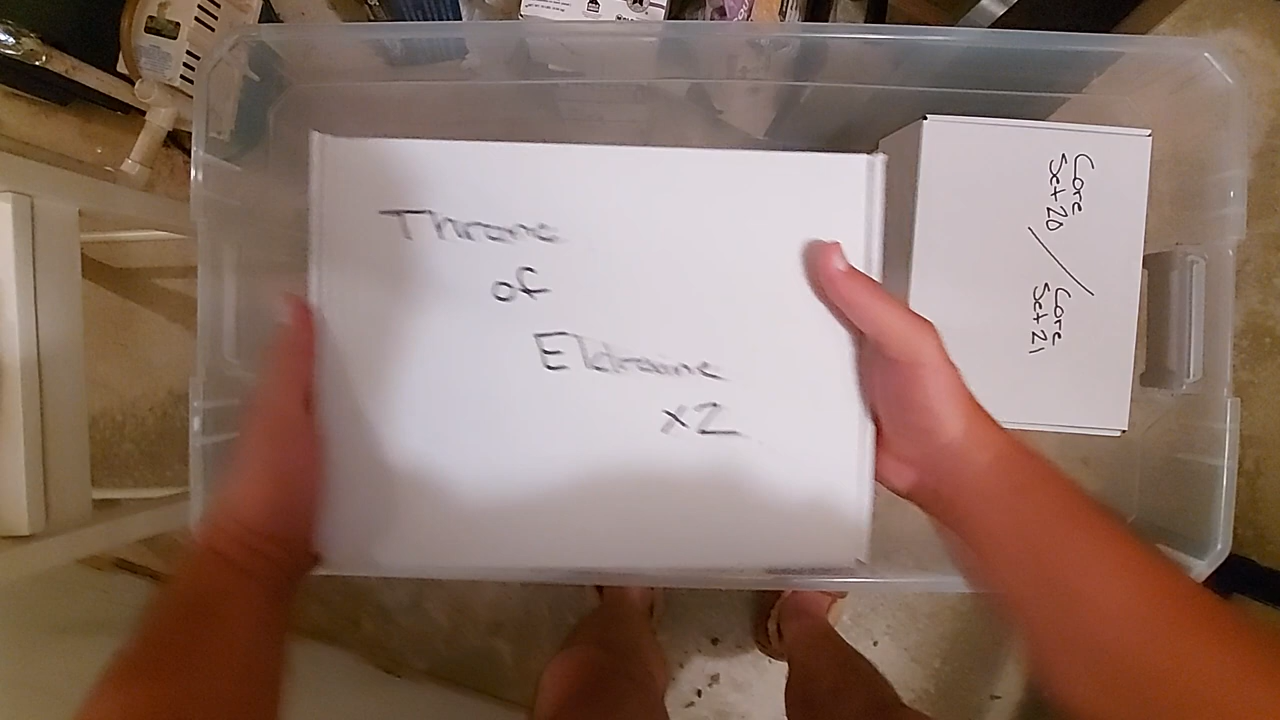 Throne
of
Eldraine
x2
Core
Set 20
/
Core
Set 21